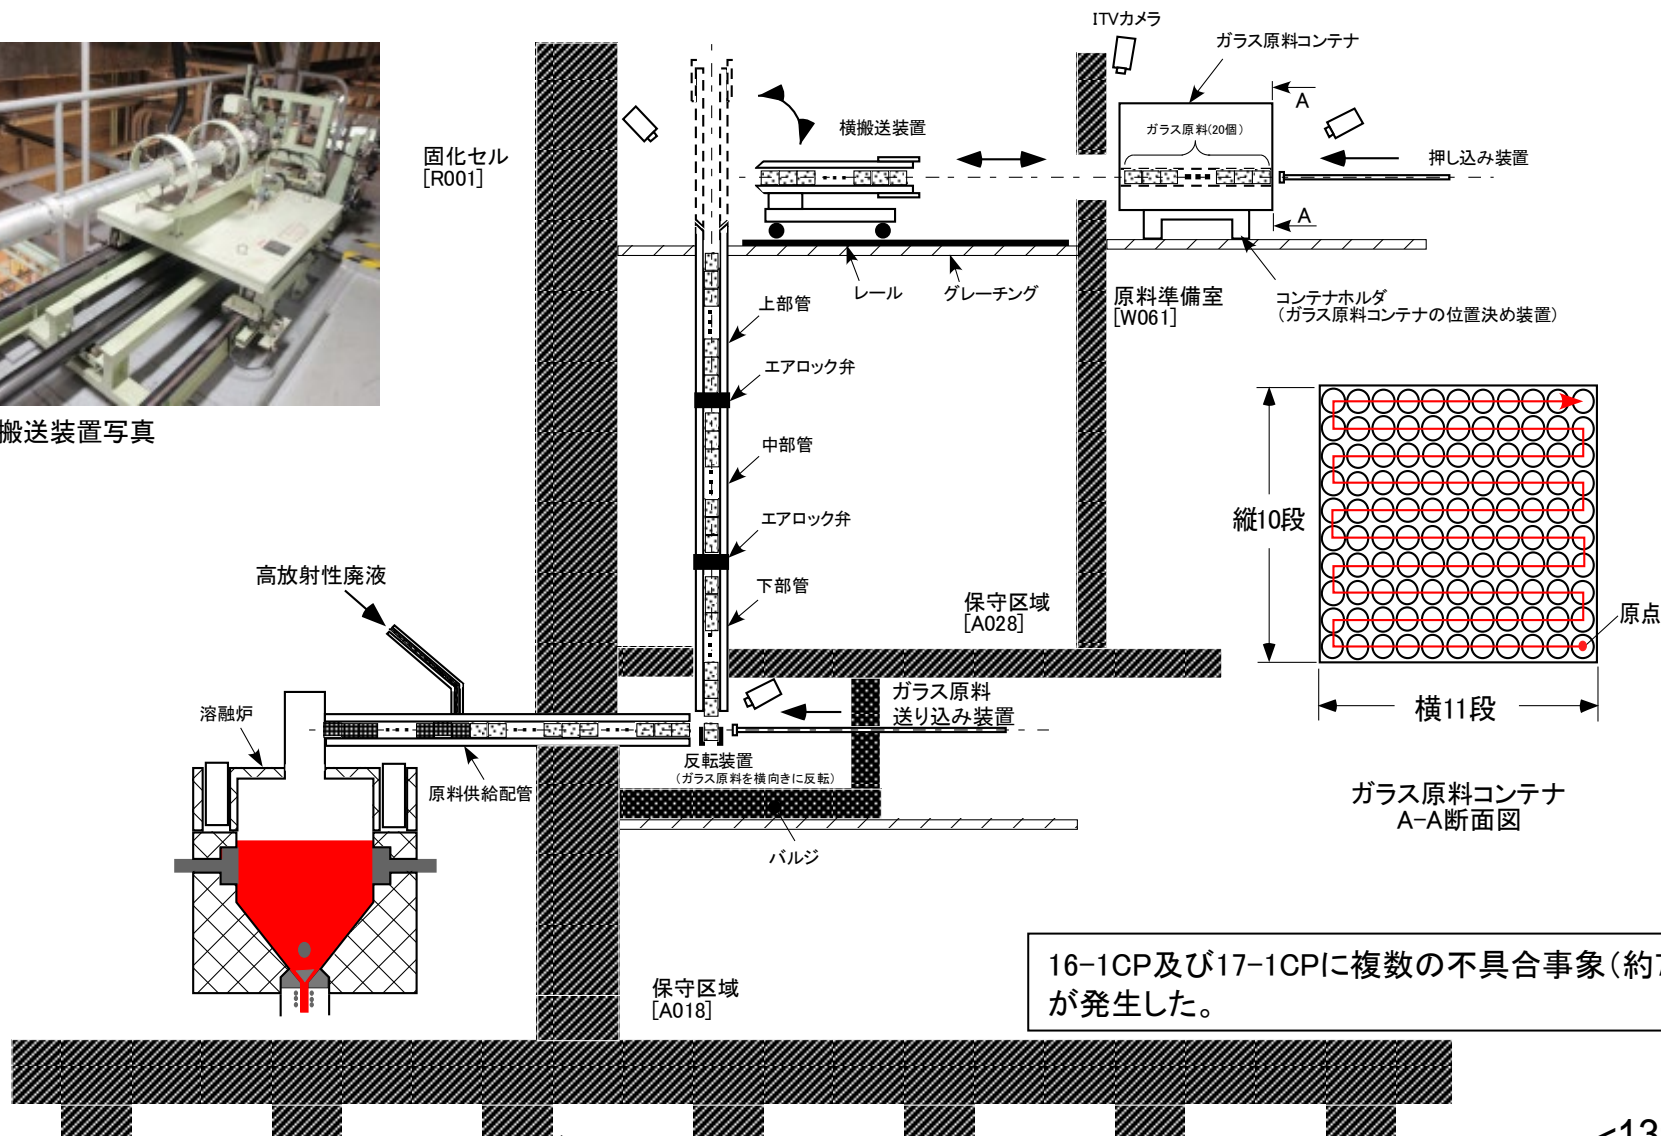 ITVカメラ
ガラス原料コンテナ
A
ガラス原料(20個)
横搬送装置
押し込み装置
固化セル
[R001]
A
レール
グレーチング
原料準備室
[W061]
コンテナホルダ
(ガラス原料コンテナの位置決め装置)
上部管
エアロック弁
搬送装置写真
中部管
縦10段
エアロック弁
高放射性廃液
下部管
保守区域
[A028]
原点
ガラス原料
送り込み装置
横11段
溶融炉
反転装置
(ガラス原料を横向きに反転)
原料供給配管
ガラス原料コンテナ
A-A断面図
バルジ
16-1CP及び17-1CPに複数の不具合事象(約7
が発生した。
保守区域
[A018]
<13